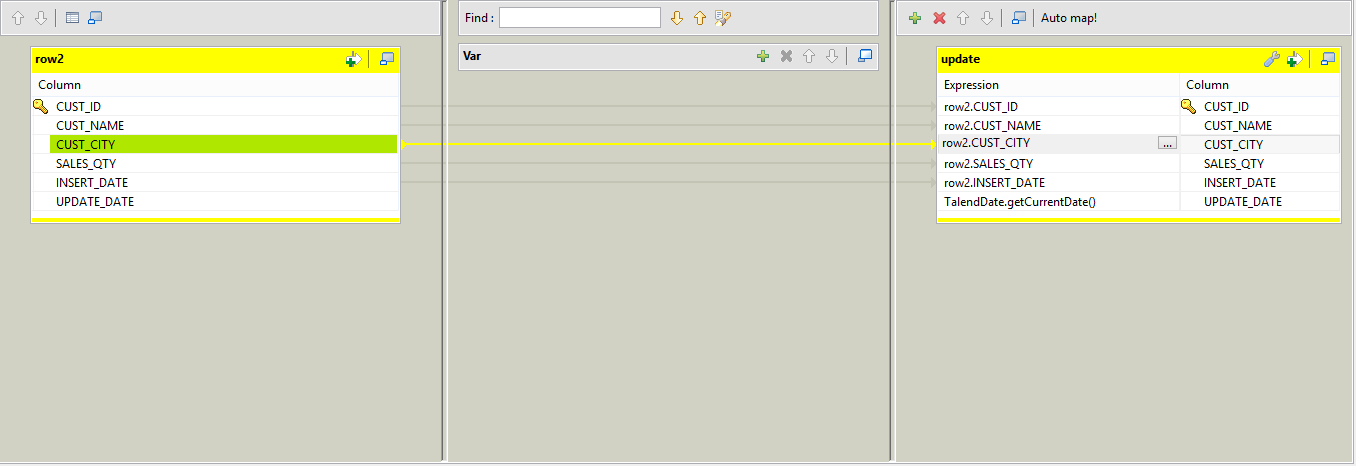 Find :
Auto map!
row2
Column
CUST_ID
CUST_NAME
CUST_CITY
SALES_QTY
INSERT_DATE
UPDATE_DATE
Var
update
Expression Column
row2.CUST_ID CUST_ID
row2.CUST_NAME CUST_NAME
row2.CUST_CITY ... CUST_CITY
row2.SALES_QTY SALES_QTY
row2.INSERT_DATE INSERT_DATE
TalendDate.getCurrentDate() UPDATE_DATE